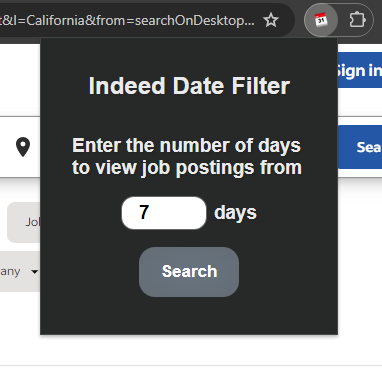 t&l=California&from=searchOnDesktop...
31
Indeed Date Filter
Sign in
Enter the number of days
to view job postings from
Sea
7 days
Jol
any
Search